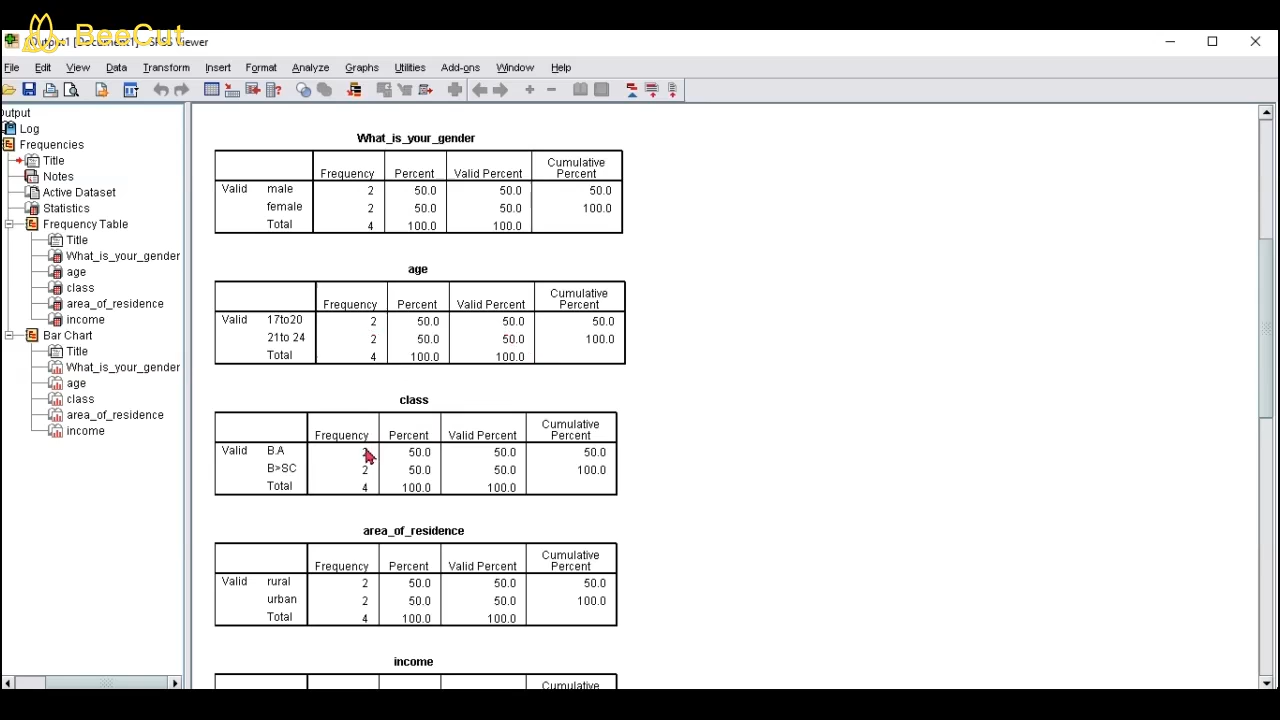 BeeCut
Output1 [Document1] - SPSS Viewer
File Edit View Data Transform Insert Format Analyze Graphs Utilities Add-ons Window Help
utput
Log
Frequencies
Title
Notes
Active Dataset
Statistics
Frequency Table
Title
What_is_your_gender
age
class
area_of_residence
income
Bar Chart
Title
What_is_your_gender
age
class
area_of_residence
income
What_is_your_gender
Frequency Percent Valid Percent Cumulative Percent
Valid male 2 50.0 50.0 50.0
female 2 50.0 50.0 100.0
Total 4 100.0 100.0
age
Frequency Percent Valid Percent Cumulative Percent
Valid 17to20 2 50.0 50.0 50.0
21to 24 2 50.0 50.0 100.0
Total 4 100.0 100.0
class
Frequency Percent Valid Percent Cumulative Percent
Valid B.A 2 50.0 50.0 50.0
B>SC 2 50.0 50.0 100.0
Total 4 100.0 100.0
area_of_residence
Frequency Percent Valid Percent Cumulative Percent
Valid rural 2 50.0 50.0 50.0
urban 2 50.0 50.0 100.0
Total 4 100.0 100.0
income
Cumulative